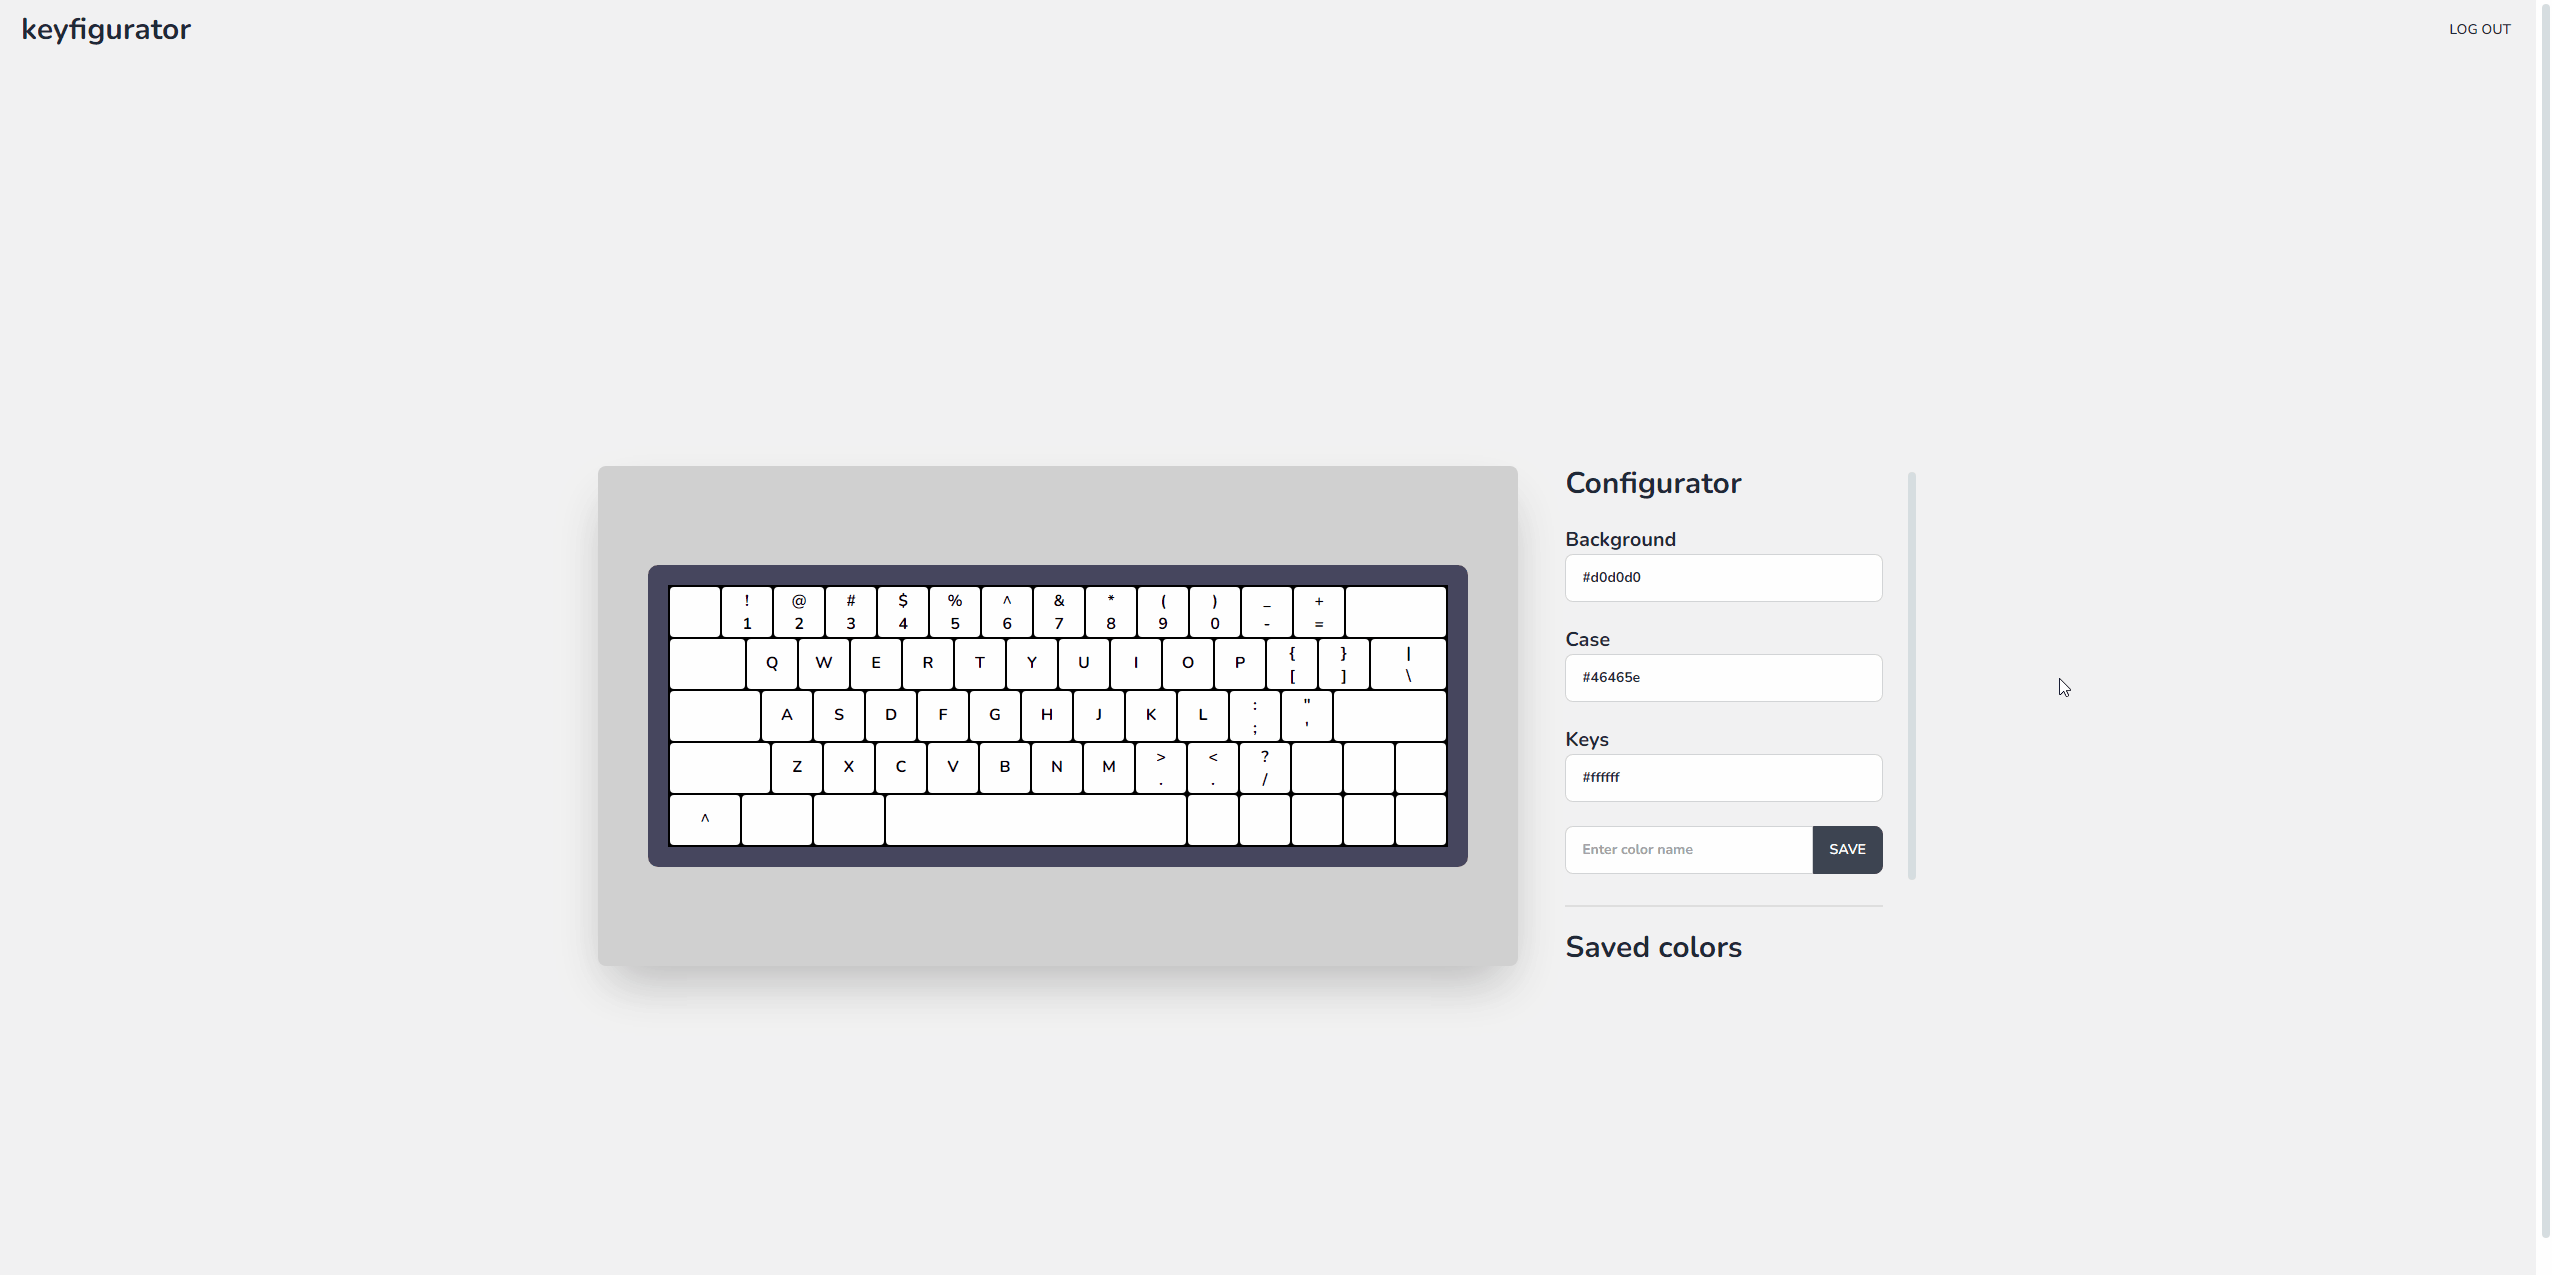 keyfigurator
LOG OUT
! @ # $ % ^ & * ( ) _ +
1 2 3 4 5 6 7 8 9 0 - =
{ } |
Q W E R T Y U I O P
[ ] \
: "
A S D F G H J K L
; '
> < ?
Z X C V B N M
. . /
^
Configurator
Background
#d0d0d0
Case
#46465e
Keys
#ffffff
Enter color name
SAVE
Saved colors